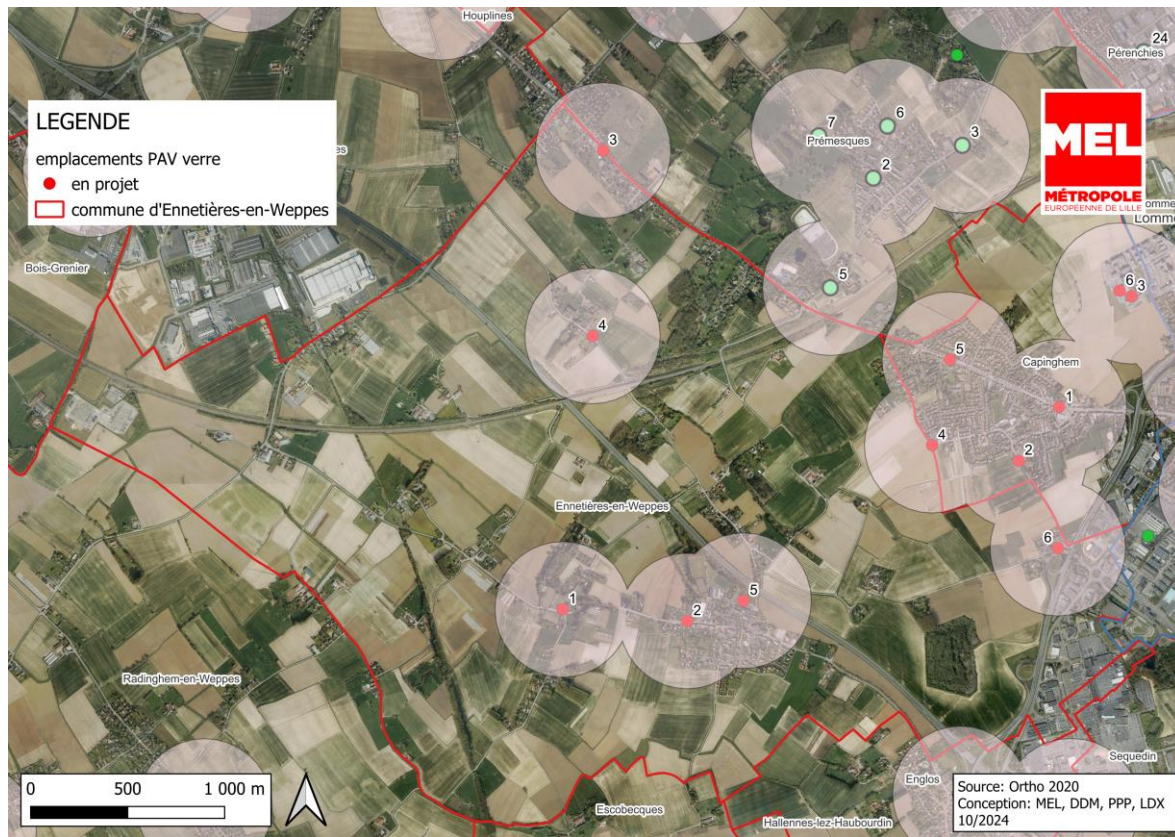 Houplines
24
Pérenchies
LEGENDE
emplacements PAV verre
en projet
commune d'Ennetières-en-Weppes
es
3
7
6
Prémesques
3
2
MEL
MÉTROPOLE
EUROPÉENNE DE LILLE
Lomme
Bois-Grenier
5
6
3
4
5
Capinghem
1
4
2
Ennetières-en-Weppes
6
1
2
5
Radinghem-en-Weppes
Sequedin
Englos
0 500 1 000 m
Escobecques
Hallennes-lez-Haubourdin
Source: Ortho 2020
Conception: MEL, DDM, PPP, LDX
10/2024